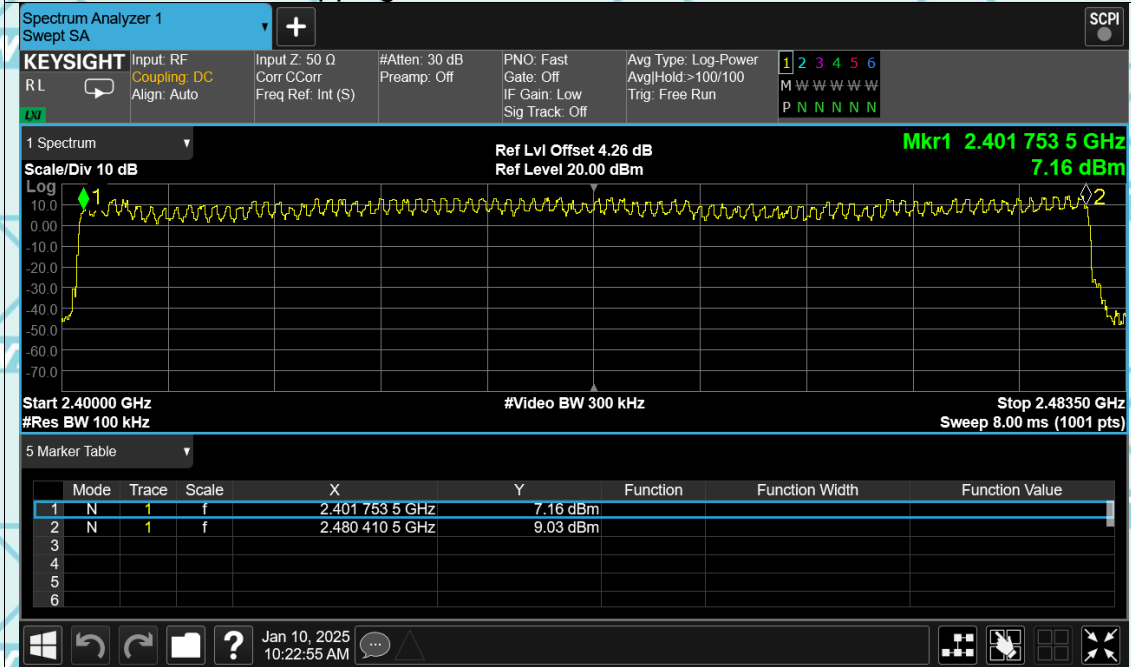 Spectrum Analyzer 1
Swept SA
+
SCPI
KEYSIGHT
RL
LXI
Input: RF
Coupling: DC
Align: Auto
Input Z: 50 Ω
Corr CCorr
Freq Ref: Int (S)
#Atten: 30 dB
Preamp: Off
PNO: Fast
Gate: Off
IF Gain: Low
Sig Track: Off
Avg Type: Log-Power
Avg|Hold:>100/100
Trig: Free Run
1 2 3 4 5 6
M W W W W W
P N N N N N
1 Spectrum
Scale/Div 10 dB
Ref Lvl Offset 4.26 dB
Ref Level 20.00 dBm
Mkr1 2.401 753 5 GHz
7.16 dBm
Log
1
2
10.0
0.00
-10.0
-20.0
-30.0
-40.0
-50.0
-60.0
-70.0
Start 2.40000 GHz
#Video BW 300 kHz
Stop 2.48350 GHz
#Res BW 100 kHz
Sweep 8.00 ms (1001 pts)
5 Marker Table
Mode Trace Scale X Y Function Function Width Function Value
1 N 1 f 2.401 753 5 GHz 7.16 dBm
2 N 1 f 2.480 410 5 GHz 9.03 dBm
3
4
5
6
?
Jan 10, 2025
10:22:55 AM